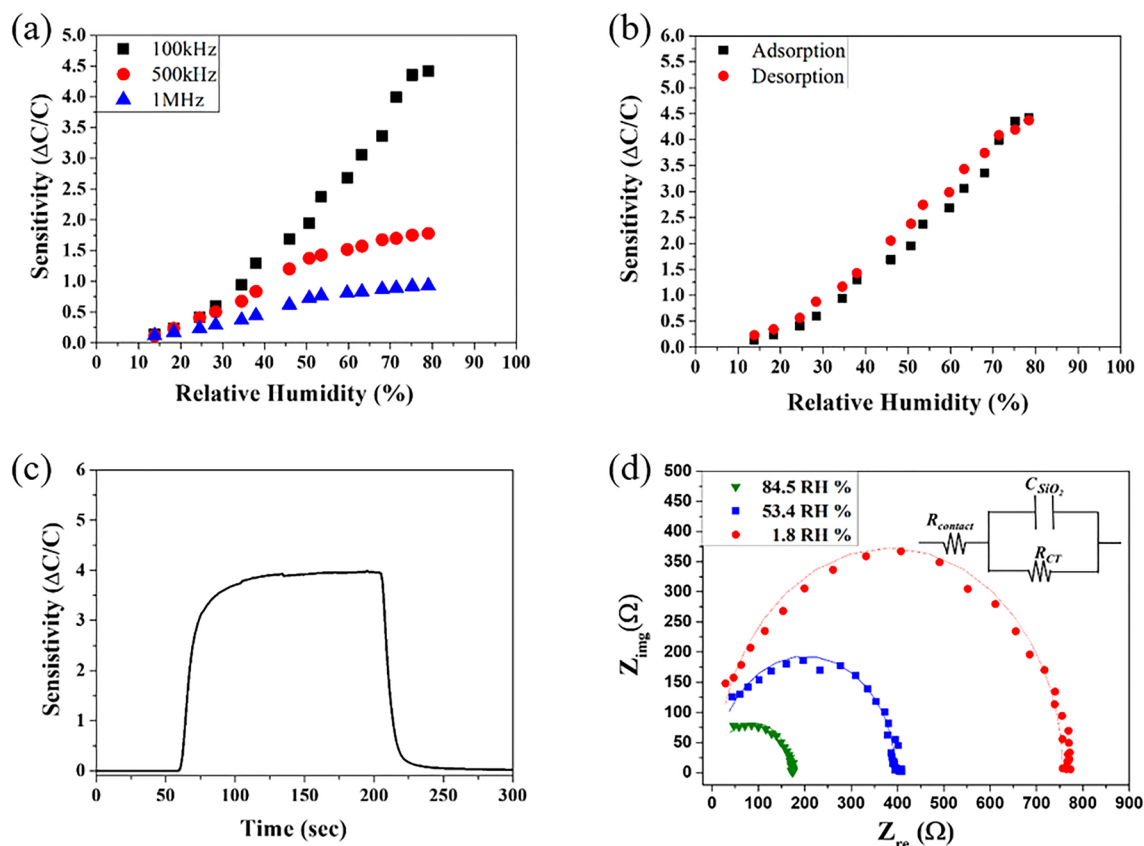 (a)
100kHz
500kHz
1MHz
Sensitivity (ΔC/C)
5.0
4.5
4.0
3.5
3.0
2.5
2.0
1.5
1.0
0.5
0.0
0 10 20 30 40 50 60 70 80 90 100
Relative Humidity (%)
(b)
Adsorption
Desorption
Sensitivity (ΔC/C)
6.0
5.5
5.0
4.5
4.0
3.5
3.0
2.5
2.0
1.5
1.0
0.5
0.0
0 10 20 30 40 50 60 70 80 90 100
Relative Humidity (%)
(c)
Sensistivity (ΔC/C)
6
5
4
3
2
1
0
0 50 100 150 200 250 300
Time (sec)
(d)
84.5 RH %
53.4 RH %
1.8 RH %
C SiO₂
R contact
R CT
Z img (Ω)
500
450
400
350
300
250
200
150
100
50
0
0 100 200 300 400 500 600 700 800 900
Z re (Ω)